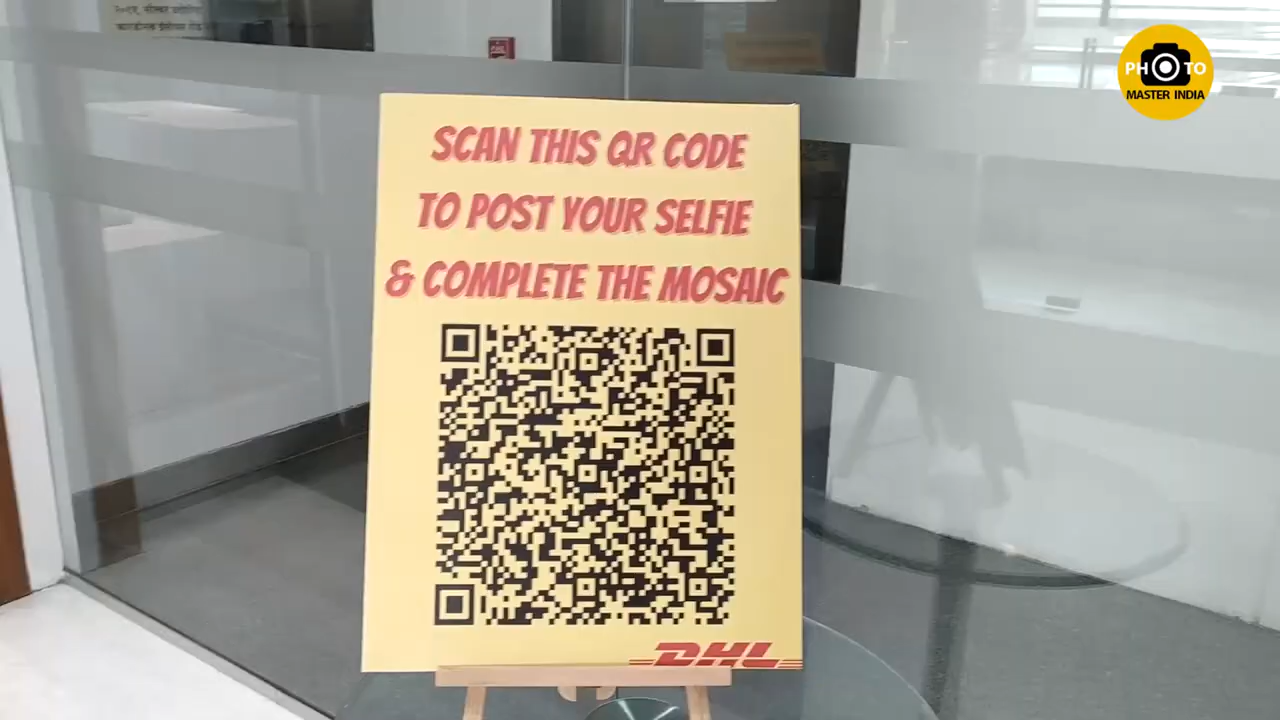 PHOTO
MASTER INDIA
SCAN THIS QR CODE
TO POST YOUR SELFIE
& COMPLETE THE MOSAIC
DHL